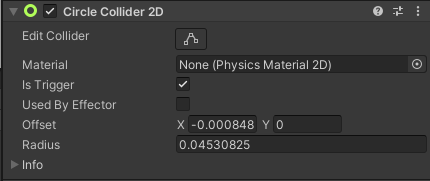 Circle Collider 2D
Edit Collider
Material None (Physics Material 2D)
Is Trigger
Used By Effector
Offset X -0.000848 Y 0
Radius 0.04530825
Info